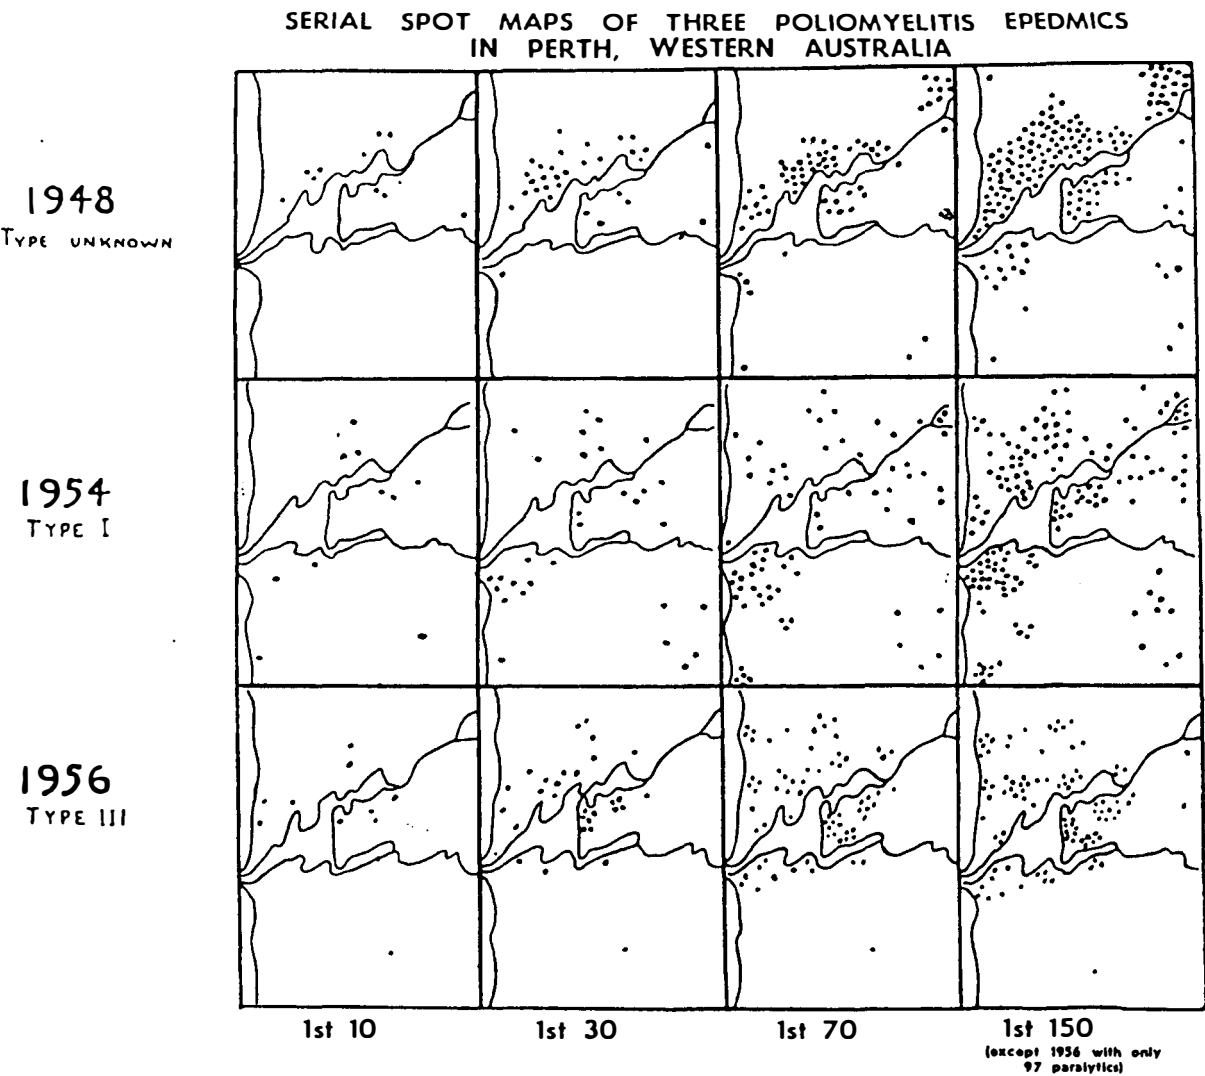 SERIAL SPOT MAPS OF THREE POLIOMYELITIS EPEDMICS
IN PERTH, WESTERN AUSTRALIA
1948
TYPE UNKNOWN
1954
TYPE I
1956
TYPE III
1st 10
1st 30
1st 70
1st 150
(except 1956 with only
97 paralytics)